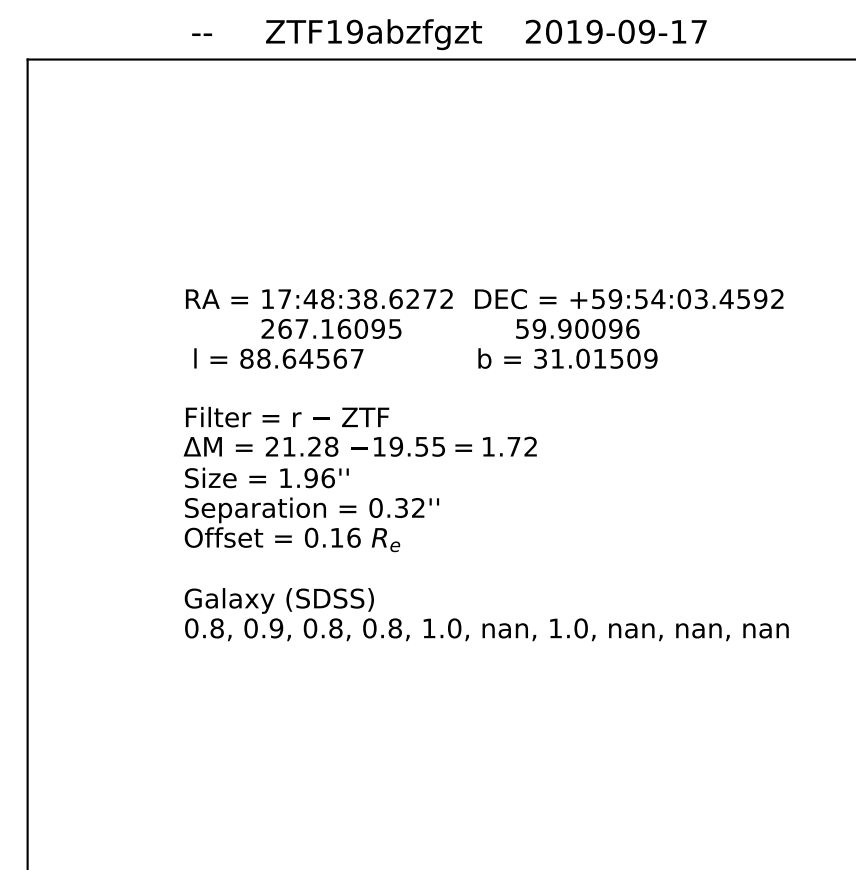 -- ZTF19abzfgzt 2019-09-17
RA = 17:48:38.6272 DEC = +59:54:03.4592
267.16095 59.90096
l = 88.64567 b = 31.01509
Filter = r − ZTF
ΔM = 21.28 −19.55 = 1.72
Size = 1.96''
Separation = 0.32''
Offset = 0.16 Re
Galaxy (SDSS)
0.8, 0.9, 0.8, 0.8, 1.0, nan, 1.0, nan, nan, nan